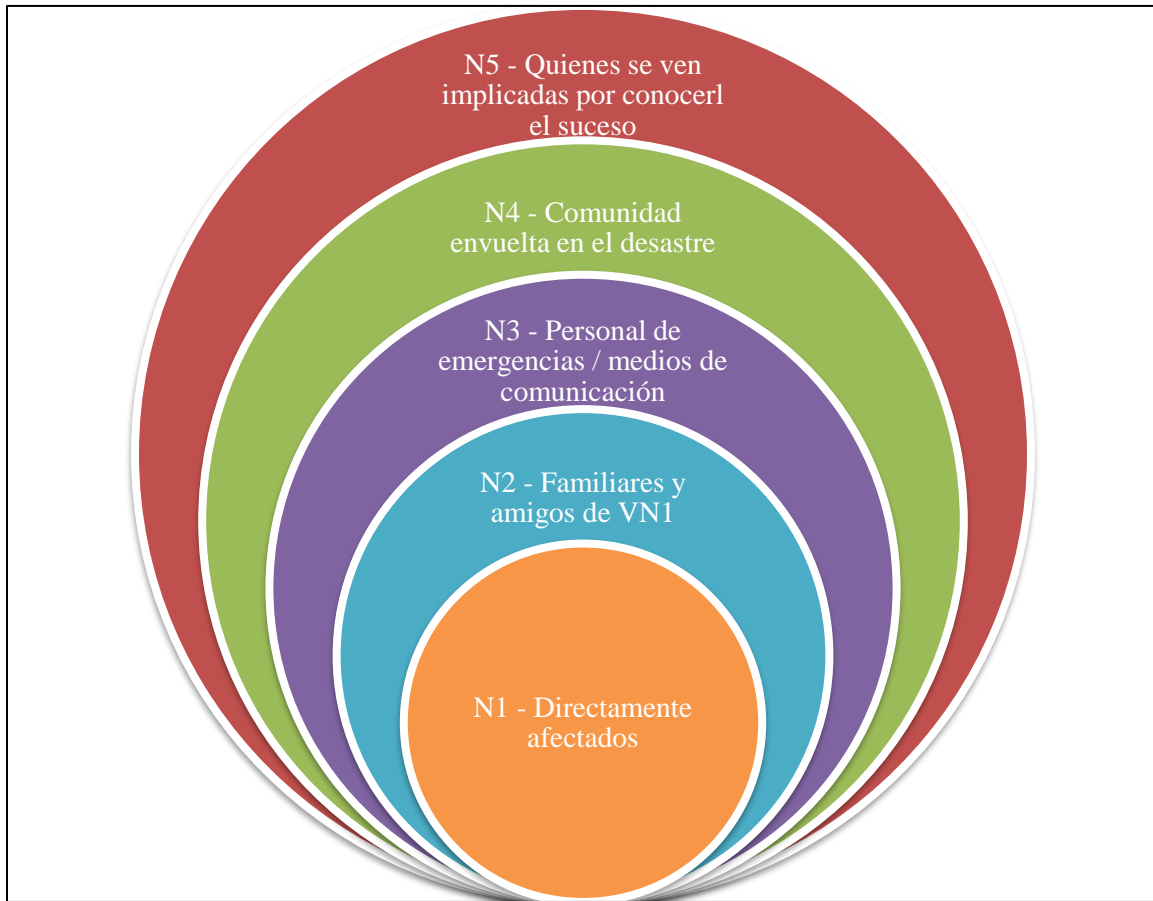 N5 - Quienes se ven
implicadas por conocerl
el suceso
N4 - Comunidad
envuelta en el desastre
N3 - Personal de
emergencias / medios de
comunicación
N2 - Familiares y
amigos de VN1
N1 - Directamente
afectados